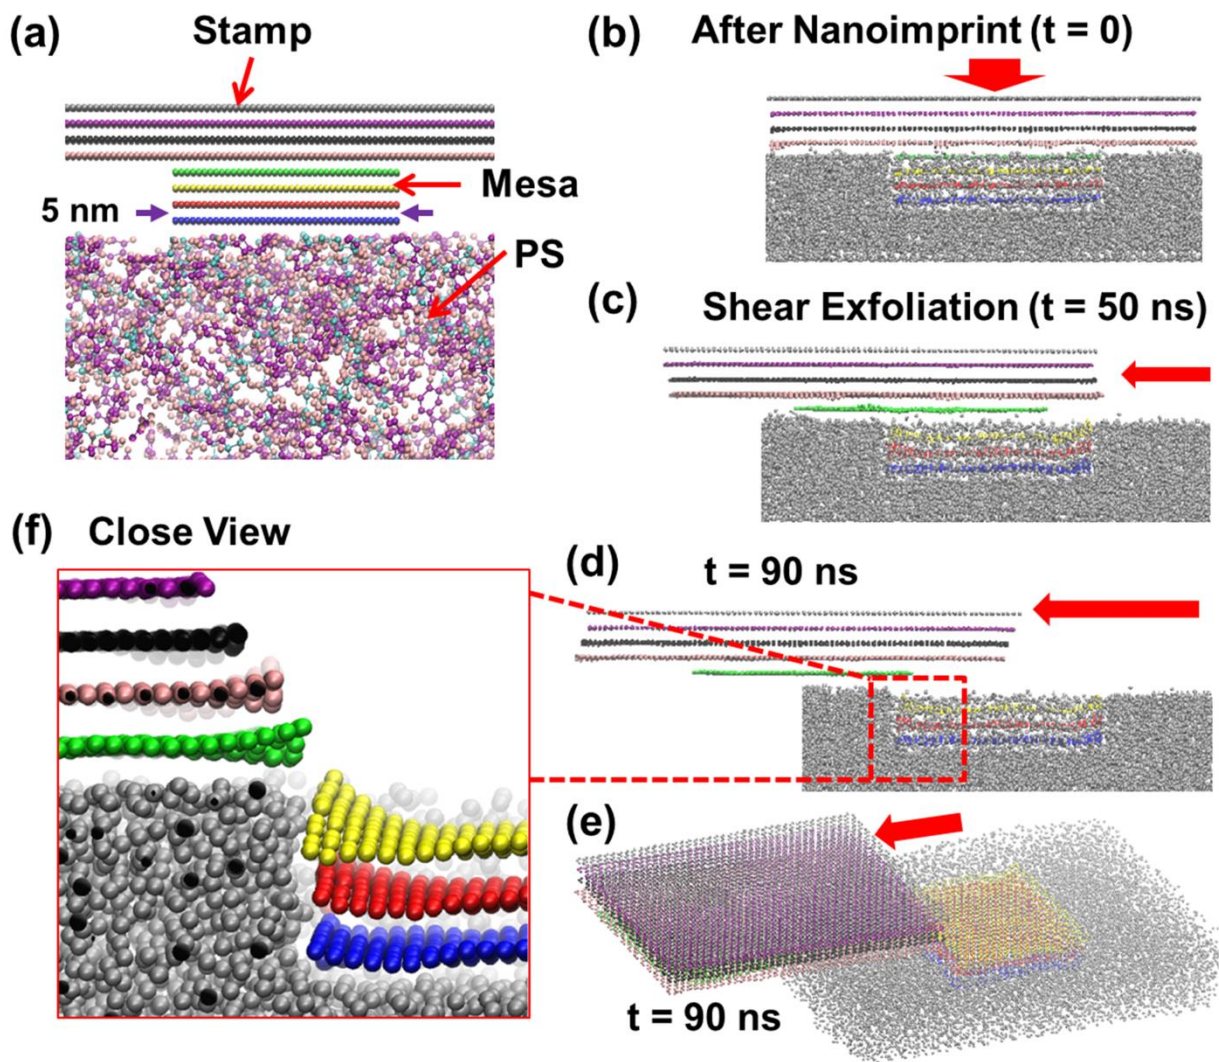 (a)
Stamp
Mesa
5 nm
PS
(b) After Nanoimprint (t = 0)
(c)
Shear Exfoliation (t = 50 ns)
(f) Close View
(d)
t = 90 ns
(e)
t = 90 ns